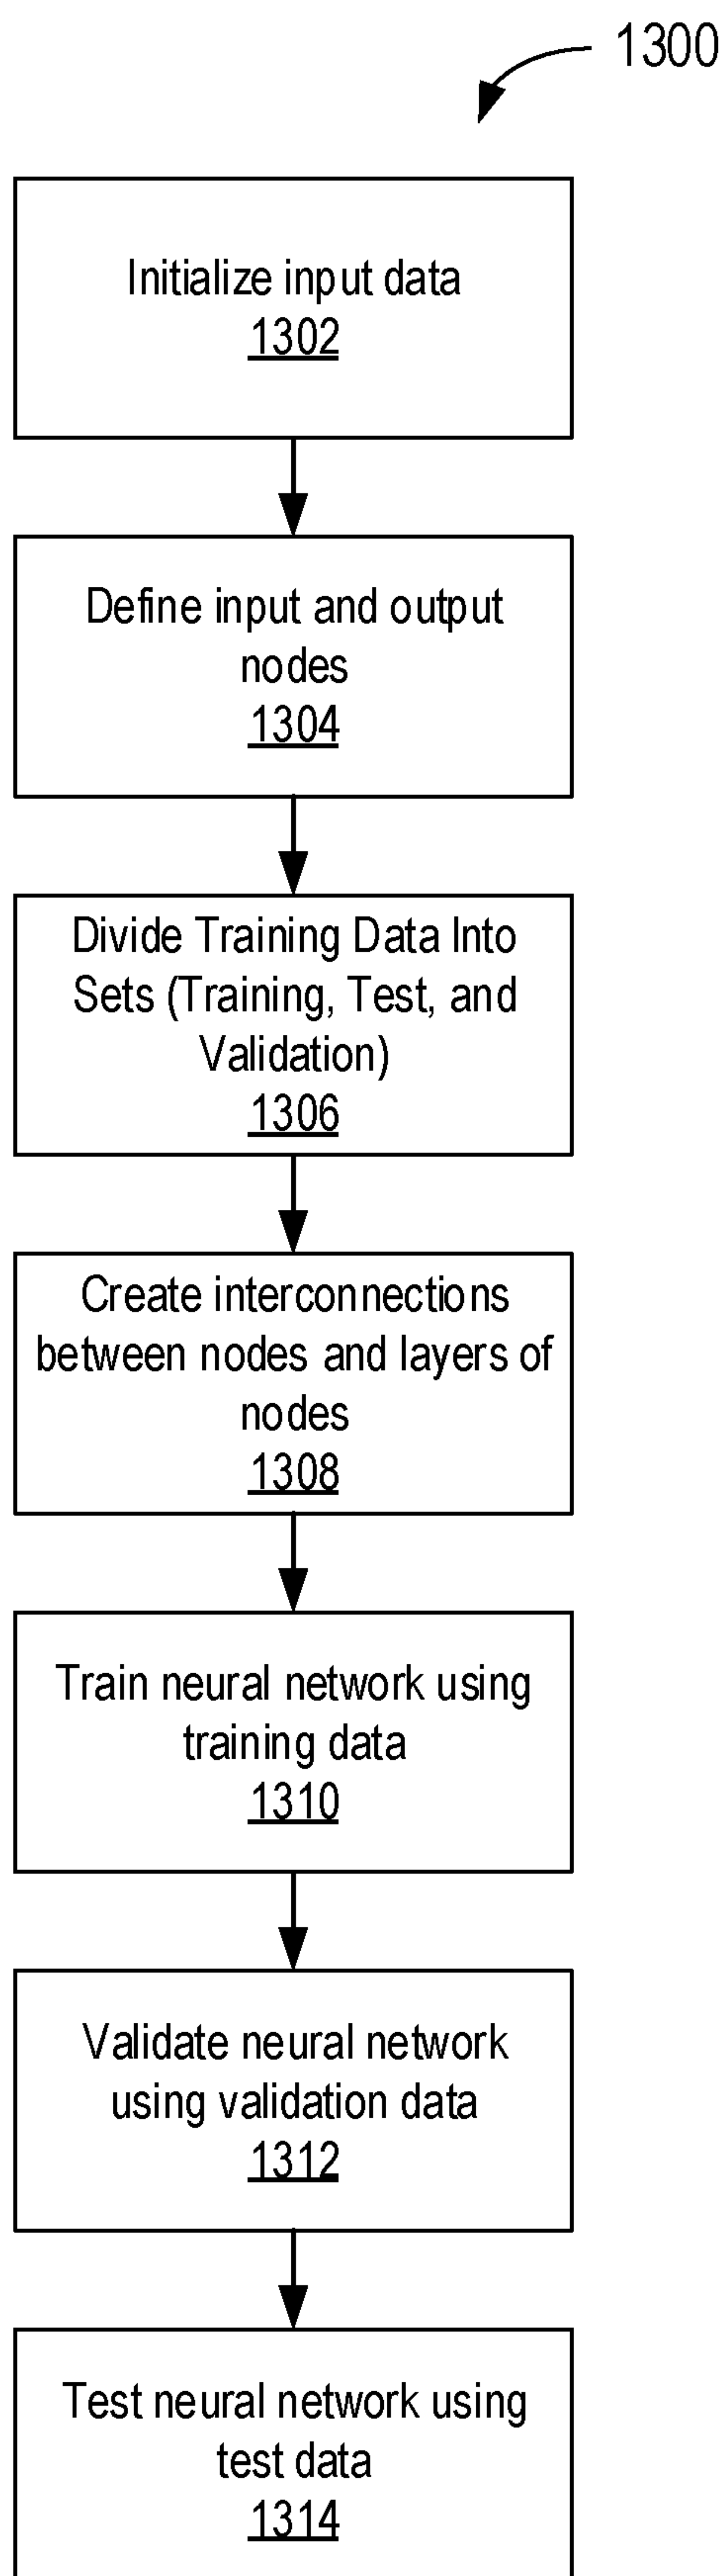 1300
Initialize input data
1302
Define input and output
nodes
1304
Divide Training Data Into
Sets (Training, Test, and
Validation)
1306
Create interconnections
between nodes and layers of
nodes
1308
Train neural network using
training data
1310
Validate neural network
using validation data
1312
Test neural network using
test data
1314